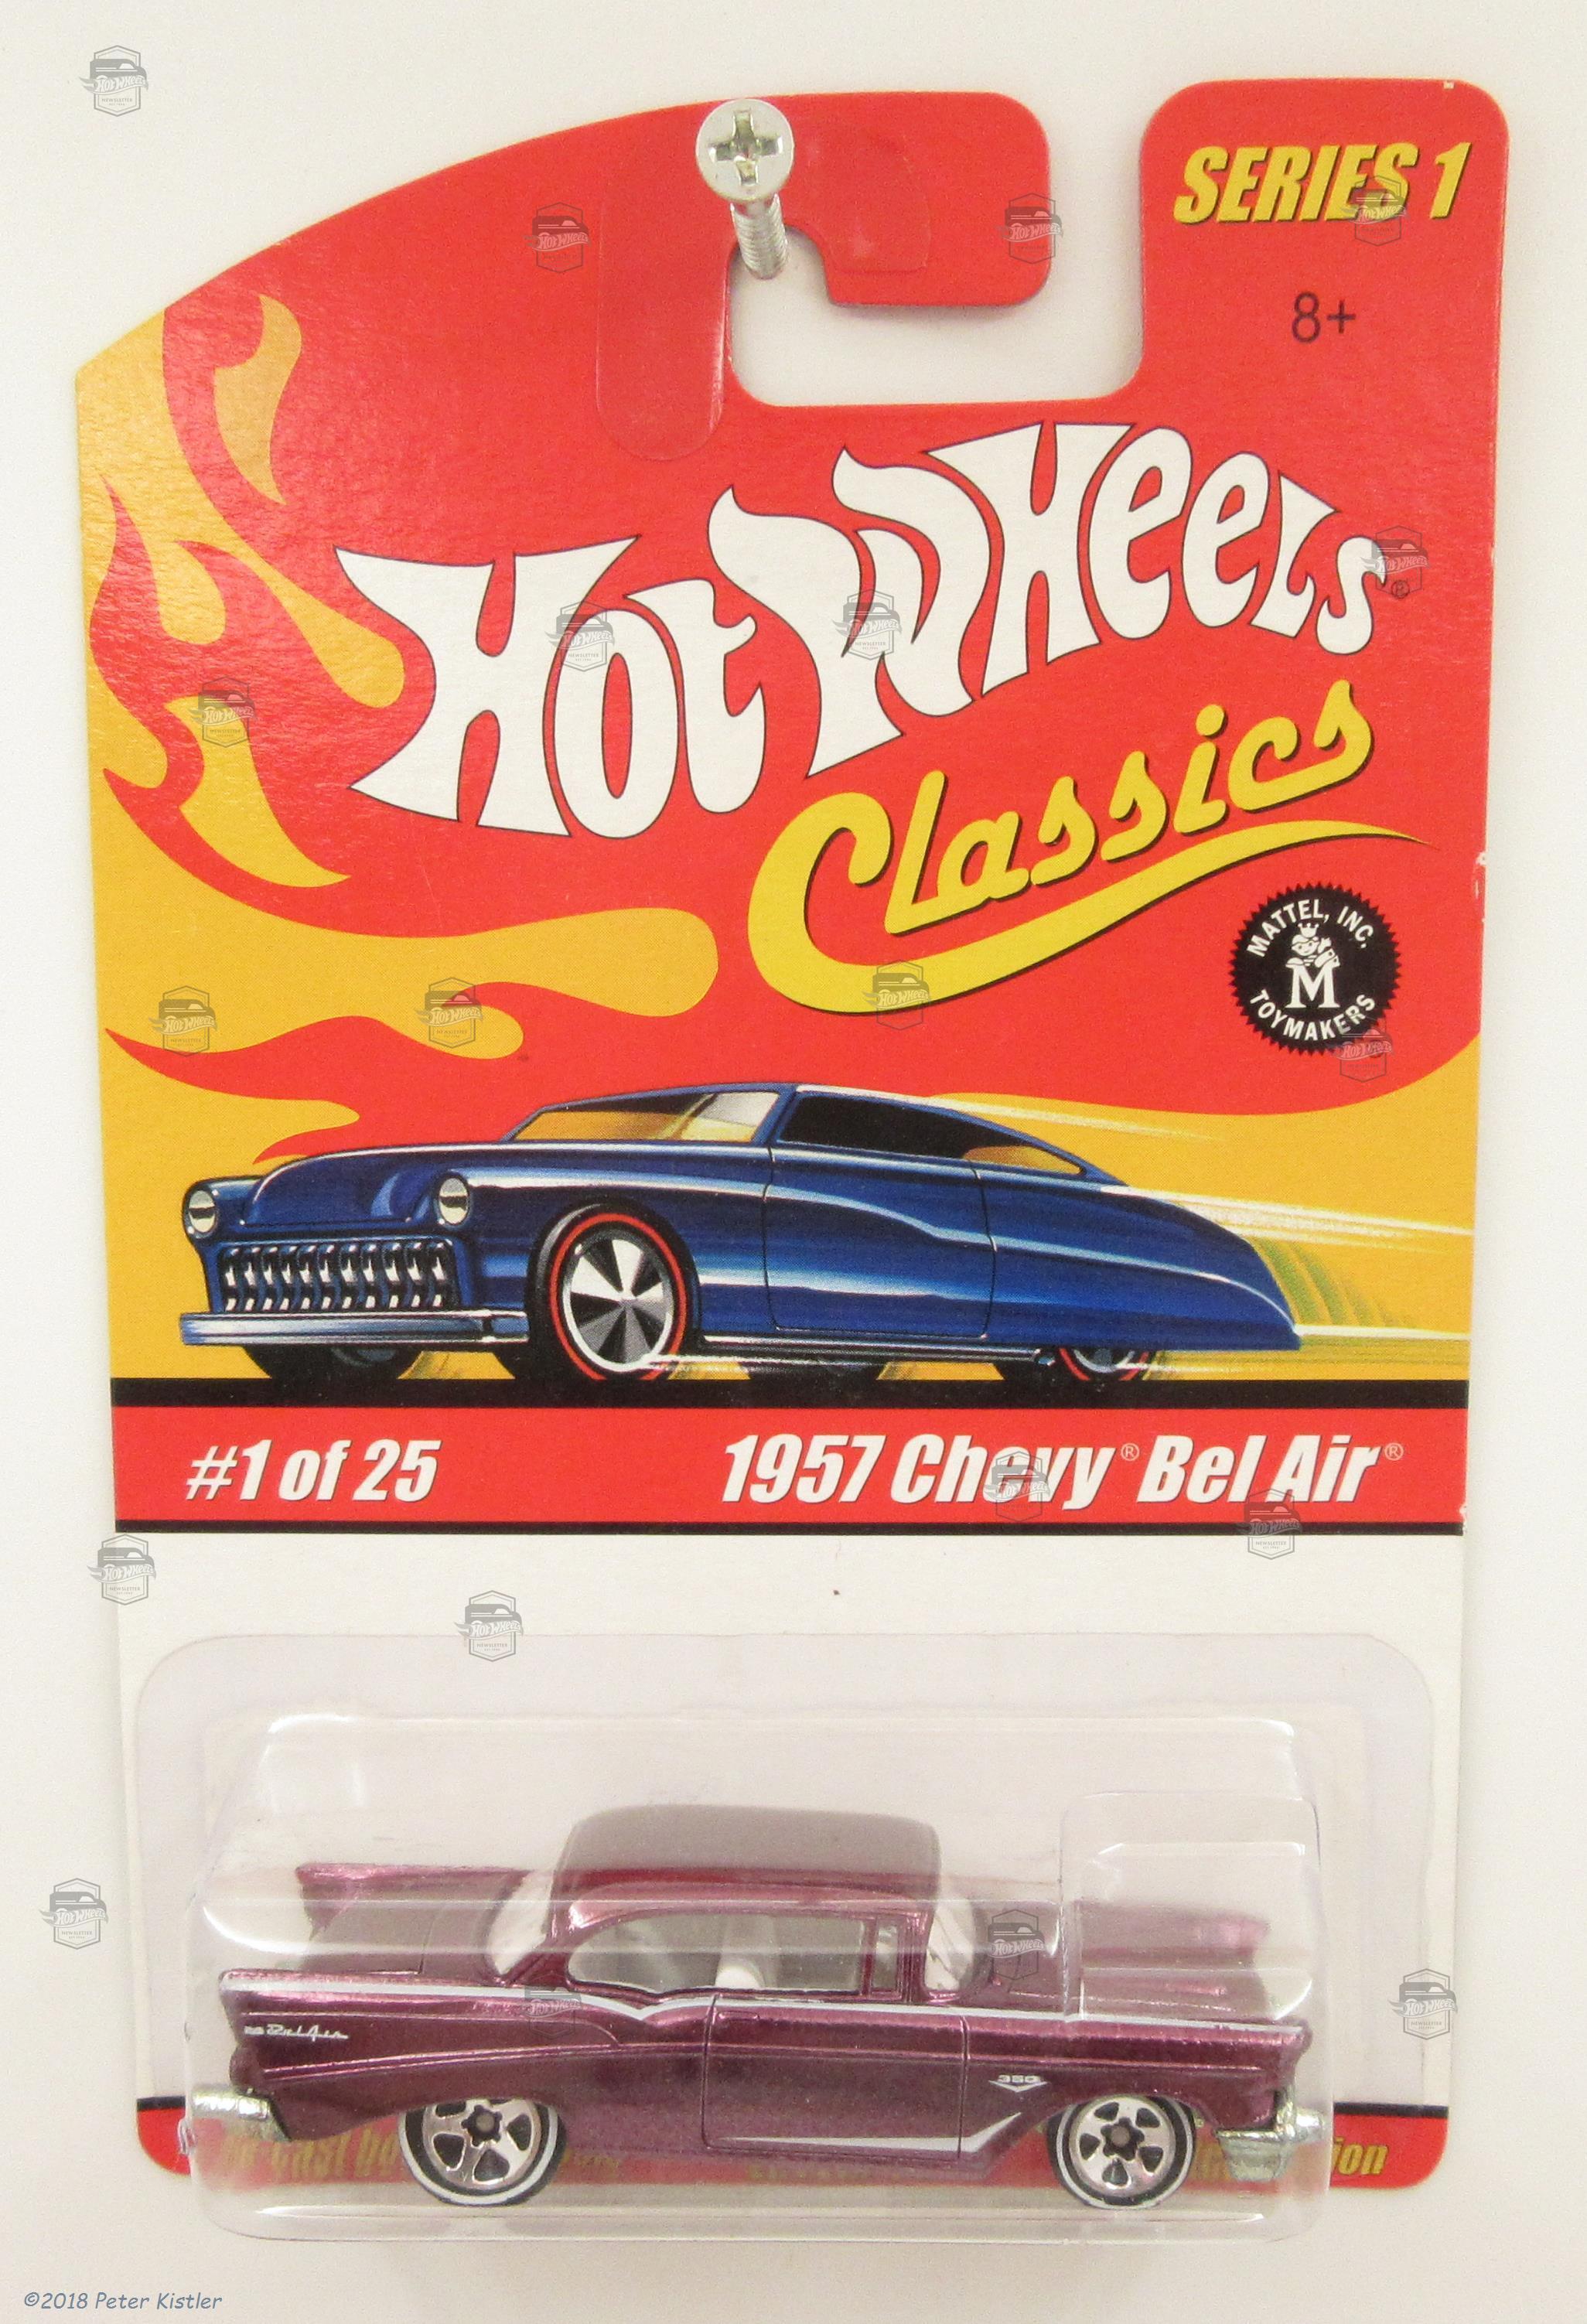 SERIES 1
8+
Hot Wheels®
Classics
MATTEL, INC.
M
TOYMAKERS
#1 of 25
1957 Chevy® Bel Air®
Bel Air
350
©2018 Peter Kistler